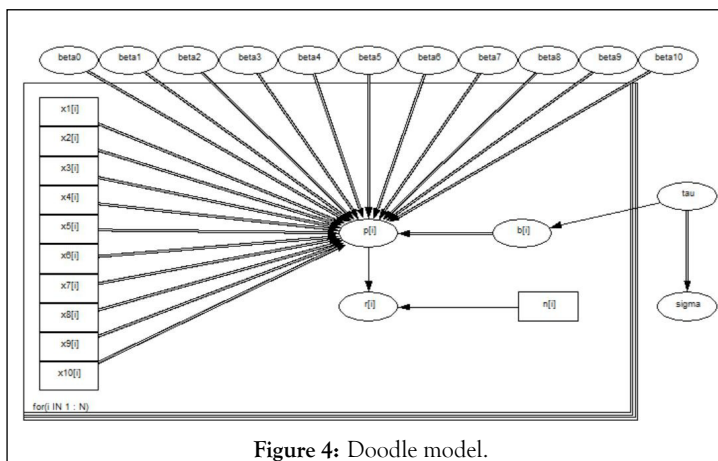 beta0 beta1 beta2 beta3 beta4 beta5 beta6 beta7 beta8 beta9 beta10
x1[i]
x2[i]
x3[i]
x4[i]
x5[i]
x6[i]
x7[i]
x8[i]
x9[i]
x10[i]
p[i] b[i] tau
r[i] n[i] sigma
for(i IN 1 : N)
Figure 4: Doodle model.